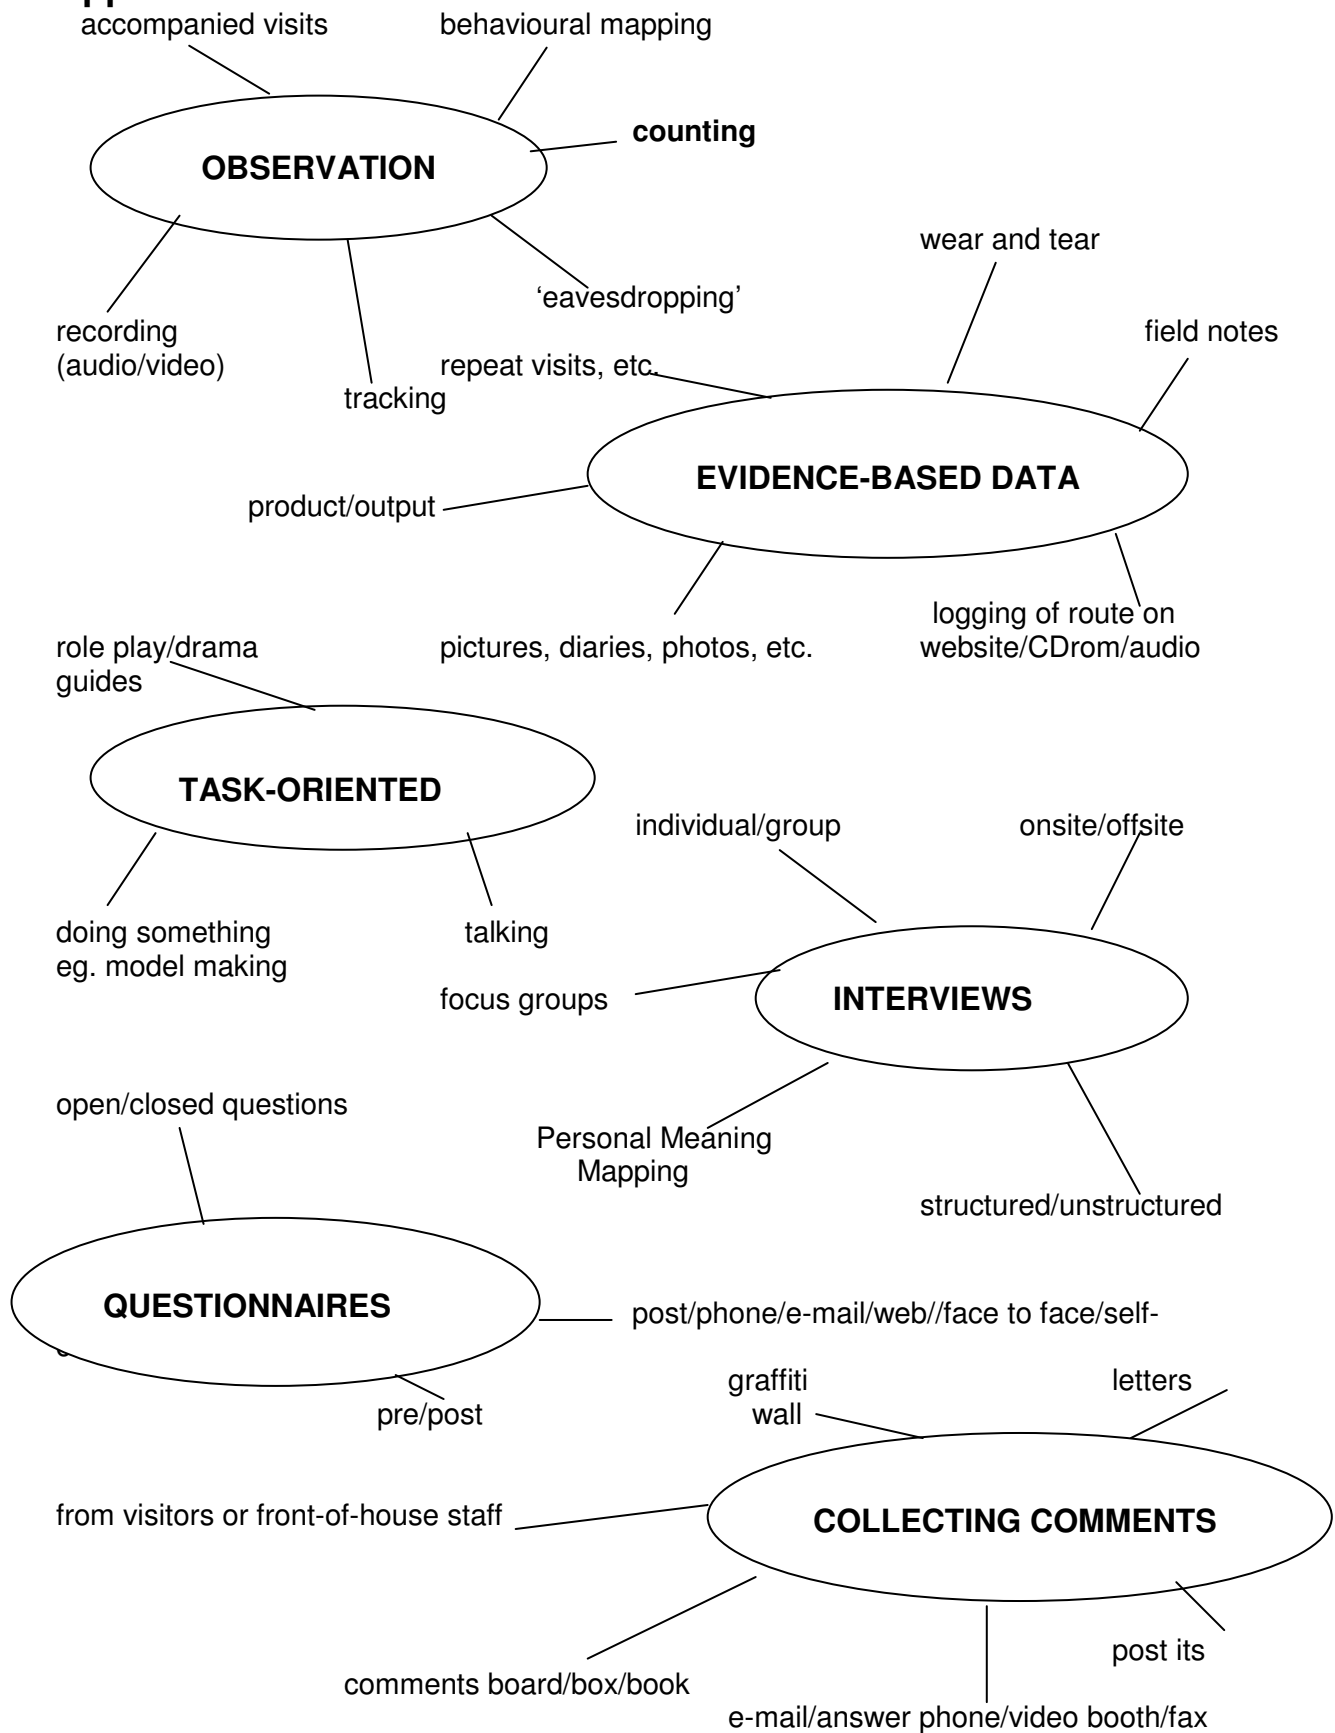 accompanied visits
behavioural mapping
counting
OBSERVATION
wear and tear
'eavesdropping'
recording
(audio/video)
field notes
repeat visits, etc.
tracking
EVIDENCE-BASED DATA
product/output
logging of route on
website/CDrom/audio
role play/drama
guides
pictures, diaries, photos, etc.
TASK-ORIENTED
individual/group
onsite/offsite
doing something
eg. model making
talking
focus groups
INTERVIEWS
open/closed questions
Personal Meaning
Mapping
structured/unstructured
QUESTIONNAIRES
post/phone/e-mail/web//face to face/self-
graffiti
wall
letters
pre/post
from visitors or front-of-house staff
COLLECTING COMMENTS
post its
comments board/box/book
e-mail/answer phone/video booth/fax